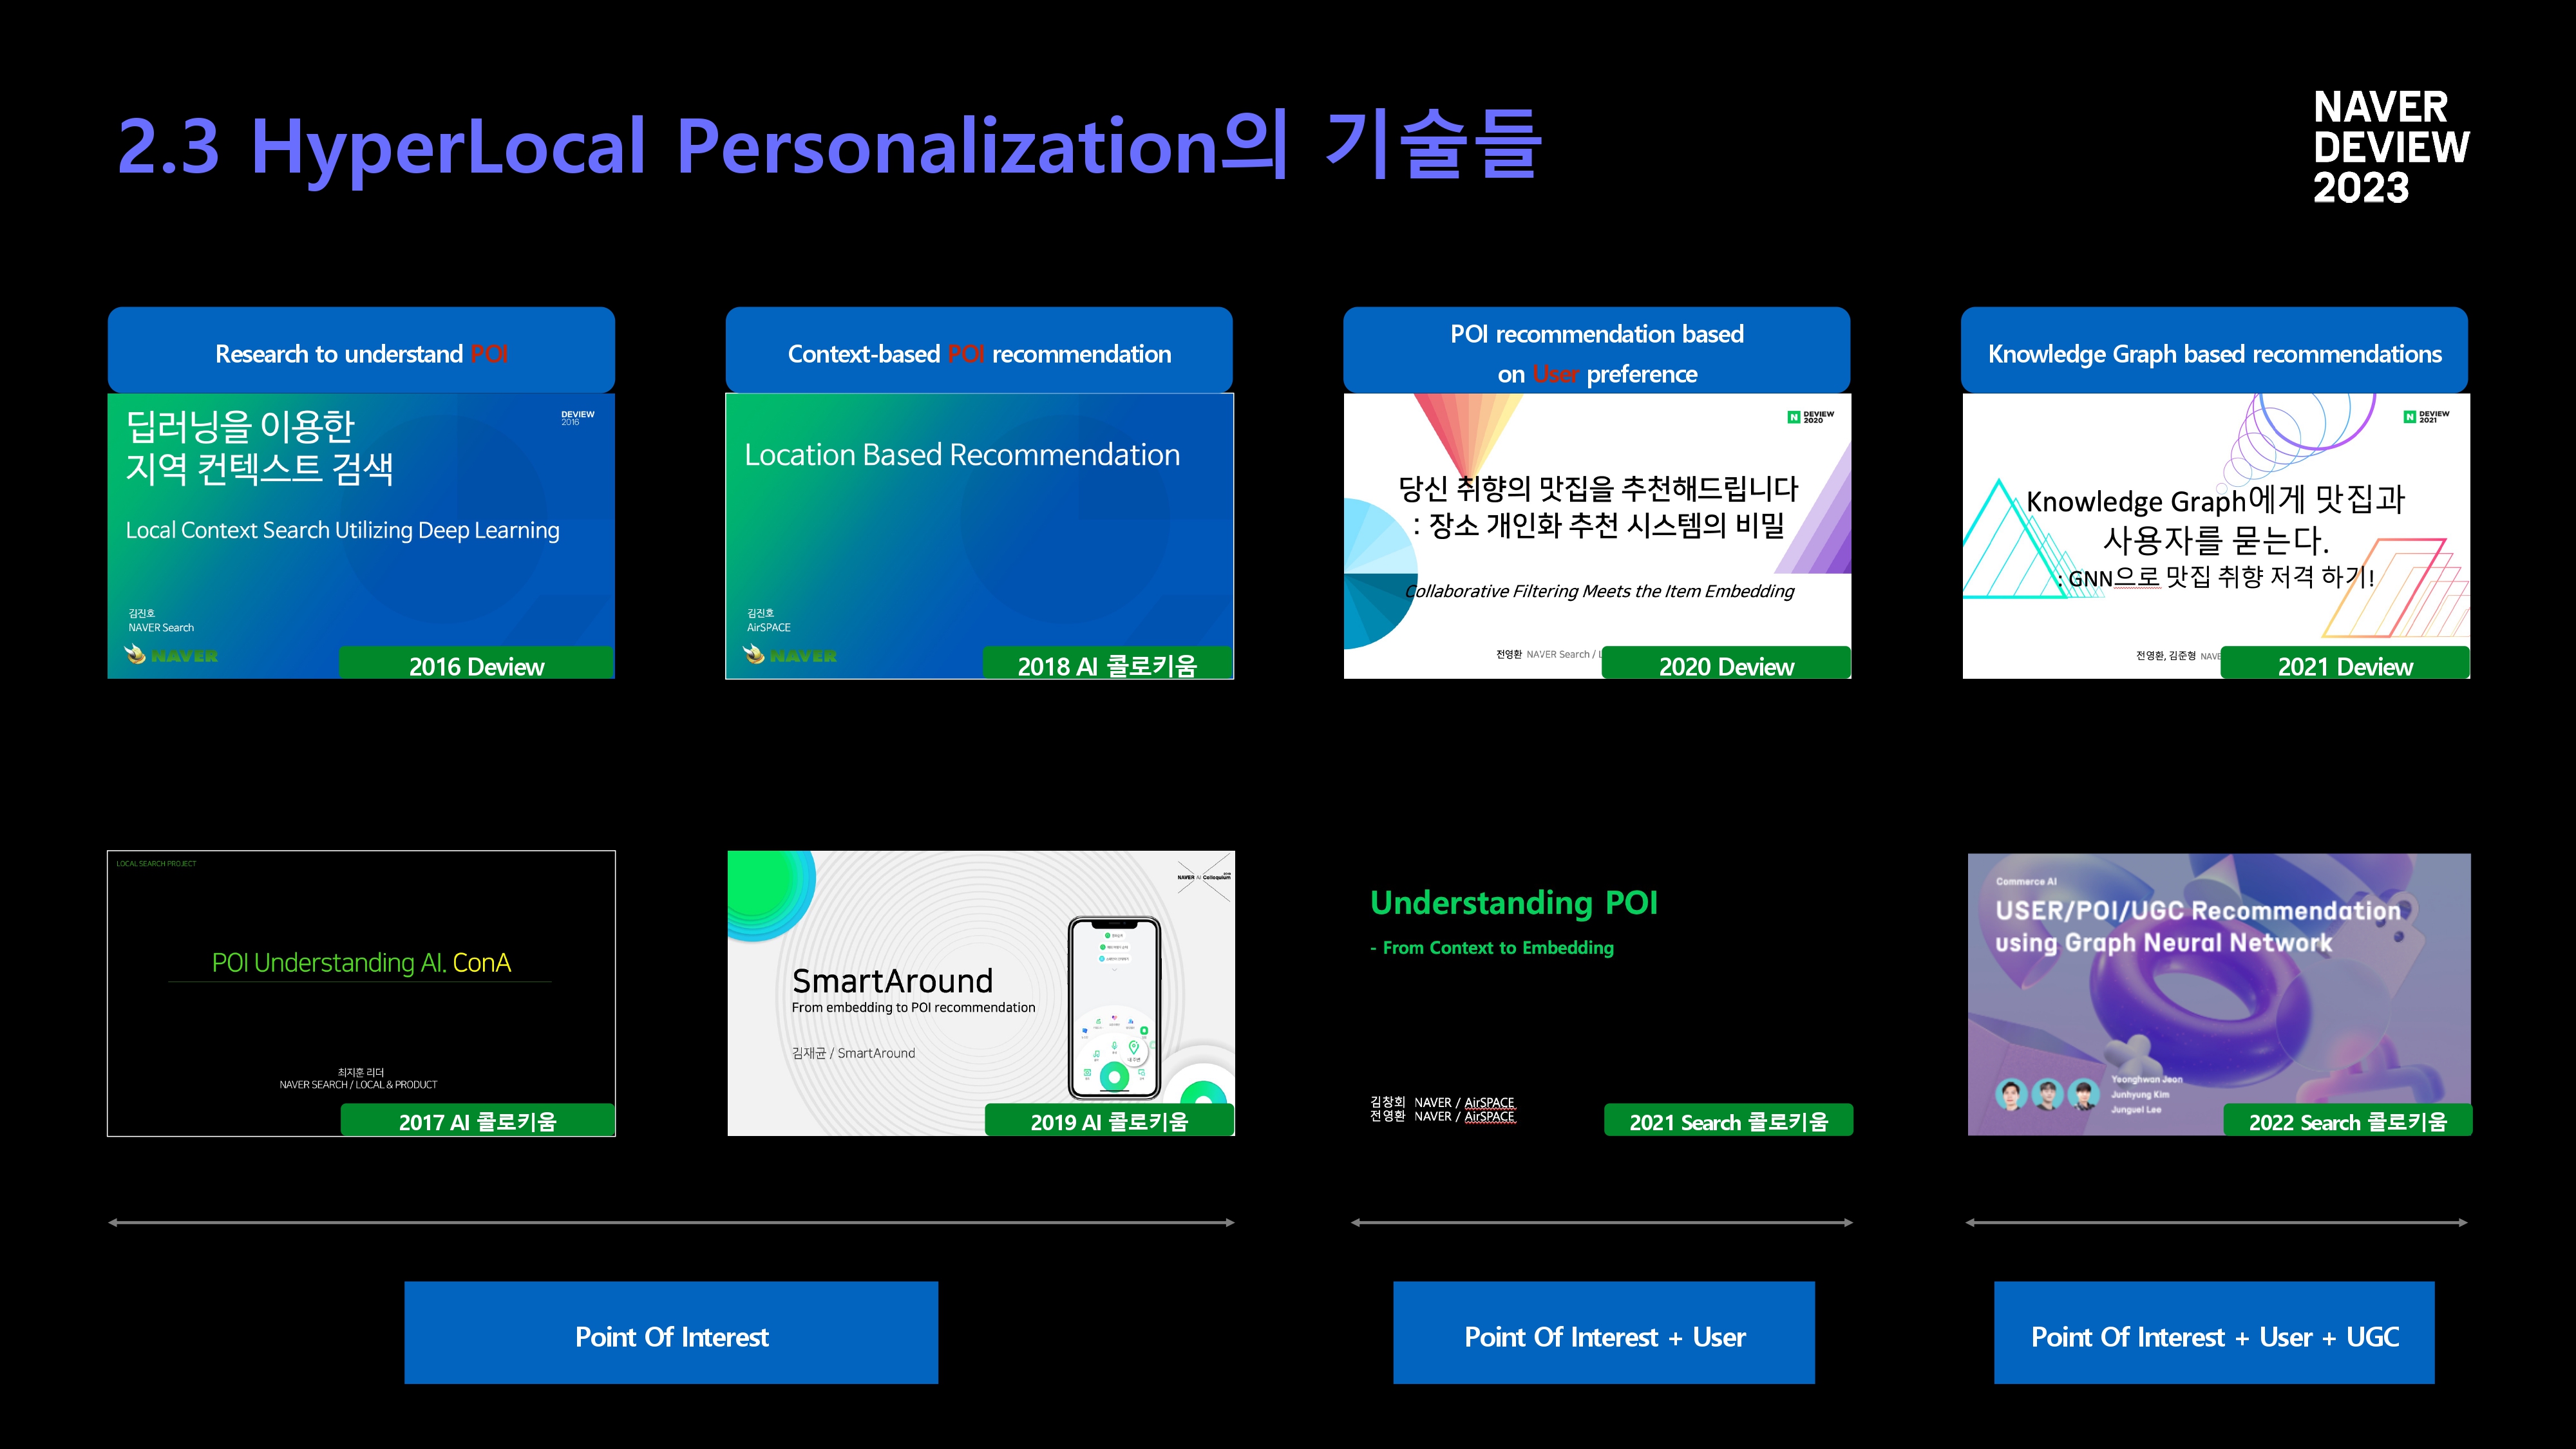 2.3 HyperLocal Personalization의 기술들
NAVER
DEVIEW
2023
Research to understand POI
딥러닝을 이용한
지역 컨텍스트 검색
DEVIEW
2016
Local Context Search Utilizing Deep Learning
김진호
NAVER Search
NAVER
2016 Deview
Context-based POI recommendation
Location Based Recommendation
김진호
AirSPACE
NAVER
2018 AI 콜로키움
POI recommendation based
on User preference
N DEVIEW
2020
당신 취향의 맛집을 추천해드립니다
: 장소 개인화 추천 시스템의 비밀
Collaborative Filtering Meets the Item Embedding
전영환 NAVER Search / L
2020 Deview
Knowledge Graph based recommendations
N DEVIEW
2021
Knowledge Graph에게 맛집과
사용자를 묻는다.
: GNN으로 맛집 취향 저격 하기!
전영환, 김준형 NAVE
2021 Deview
LOCAL SEARCH PROJECT
POI Understanding AI. ConA
최지훈 리더
NAVER SEARCH / LOCAL & PRODUCT
2017 AI 콜로키움
NAVER AI Colloquium
SmartAround
From embedding to POI recommendation
김재균 / SmartAround
2019 AI 콜로키움
Understanding POI
- From Context to Embedding
김창회 NAVER / AirSPACE
전영환 NAVER / AirSPACE
2021 Search 콜로키움
Commerce AI
USER/POI/UGC Recommendation
using Graph Neural Network
Yeonghwan Jeon
Junhyung Kim
Junguel Lee
2022 Search 콜로키움
Point Of Interest
Point Of Interest + User
Point Of Interest + User + UGC